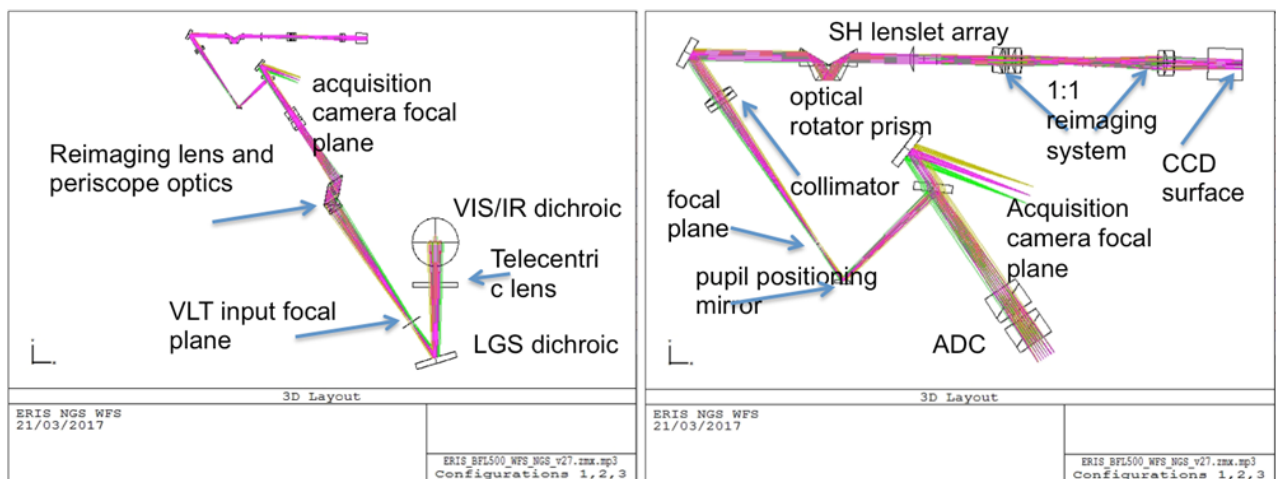 acquisition
camera focal
plane
Reimaging lens and
periscope optics
VIS/IR dichroic
Telecentri
c lens
VLT input focal
plane
LGS dichroic
3D Layout
ERIS NGS WFS
21/03/2017
ERIS_BFL500_WFS_NGS_v27.zmx.mp3
Configurations 1,2,3
SH lenslet array
optical
rotator prism
1:1
reimaging
system
CCD
surface
collimator
focal
plane
Acquisition
camera focal
plane
pupil positioning
mirror
ADC
3D Layout
ERIS NGS WFS
21/03/2017
ERIS_BFL500_WFS_NGS_v27.zmx.mp3
Configurations 1,2,3